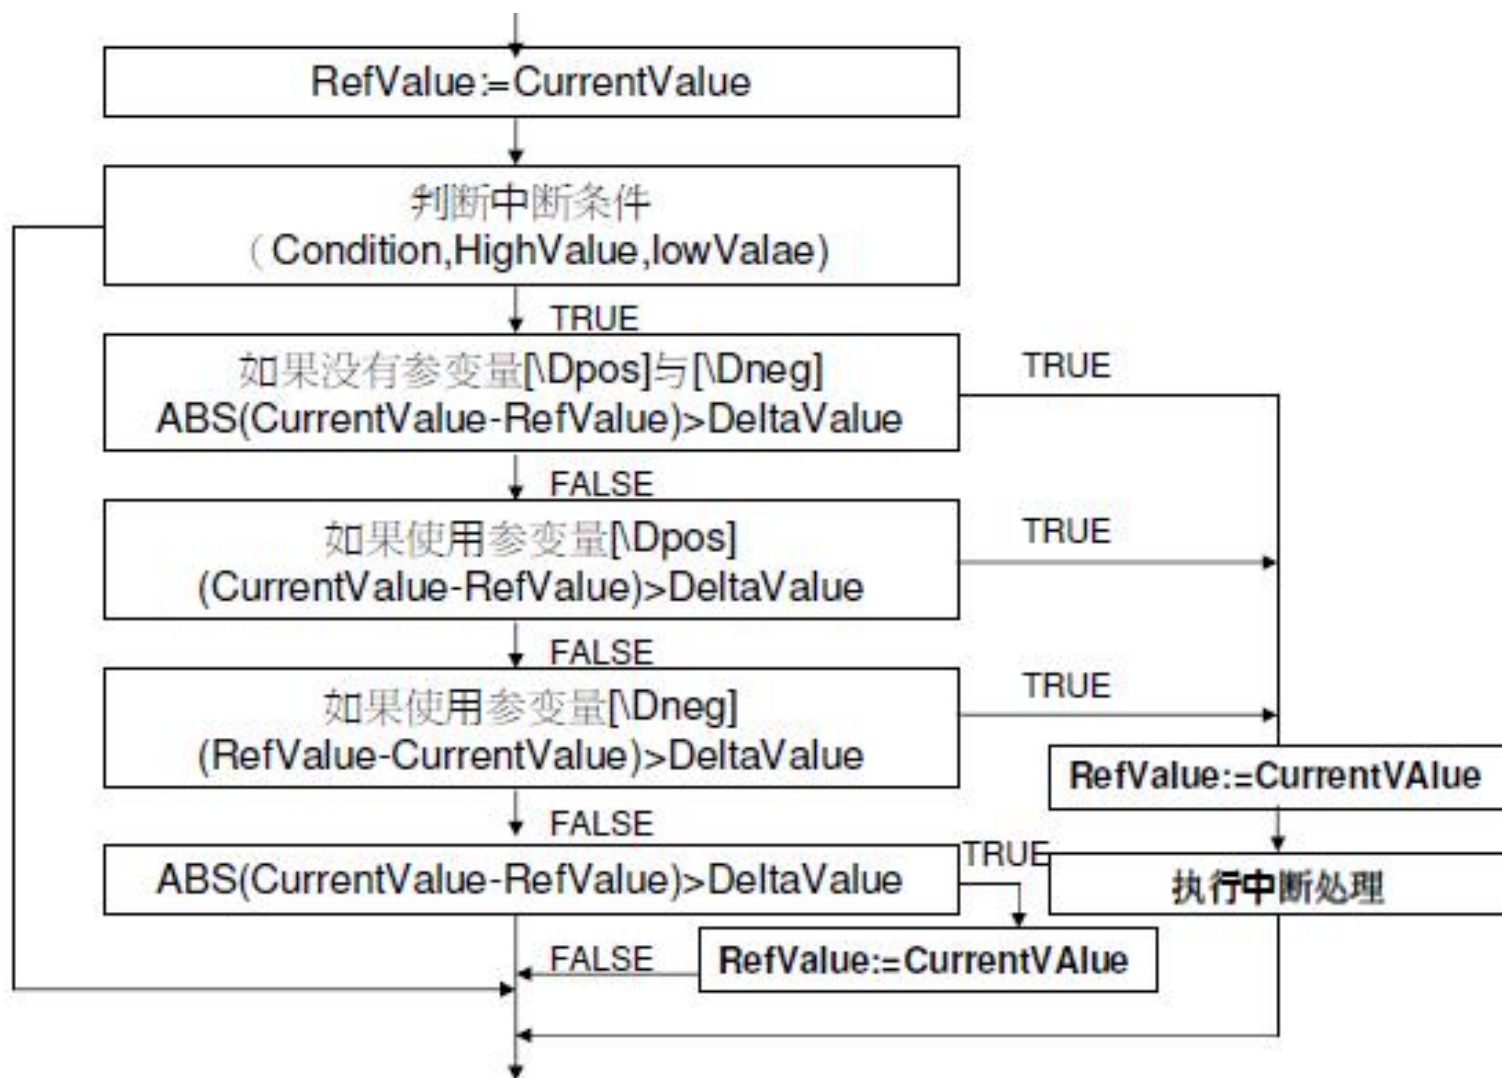 RefValue:=CurrentValue
判断中断条件
（Condition,HighValue,lowValae)
TRUE
如果没有参变量[\Dpos]与[\Dneg]
ABS(CurrentValue-RefValue)>DeltaValue
TRUE
FALSE
如果使用参变量[\Dpos]
(CurrentValue-RefValue)>DeltaValue
TRUE
FALSE
如果使用参变量[\Dneg]
(RefValue-CurrentValue)>DeltaValue
TRUE
RefValue:=CurrentVAlue
FALSE
ABS(CurrentValue-RefValue)>DeltaValue
TRUE
执行中断处理
FALSE
RefValue:=CurrentVAlue